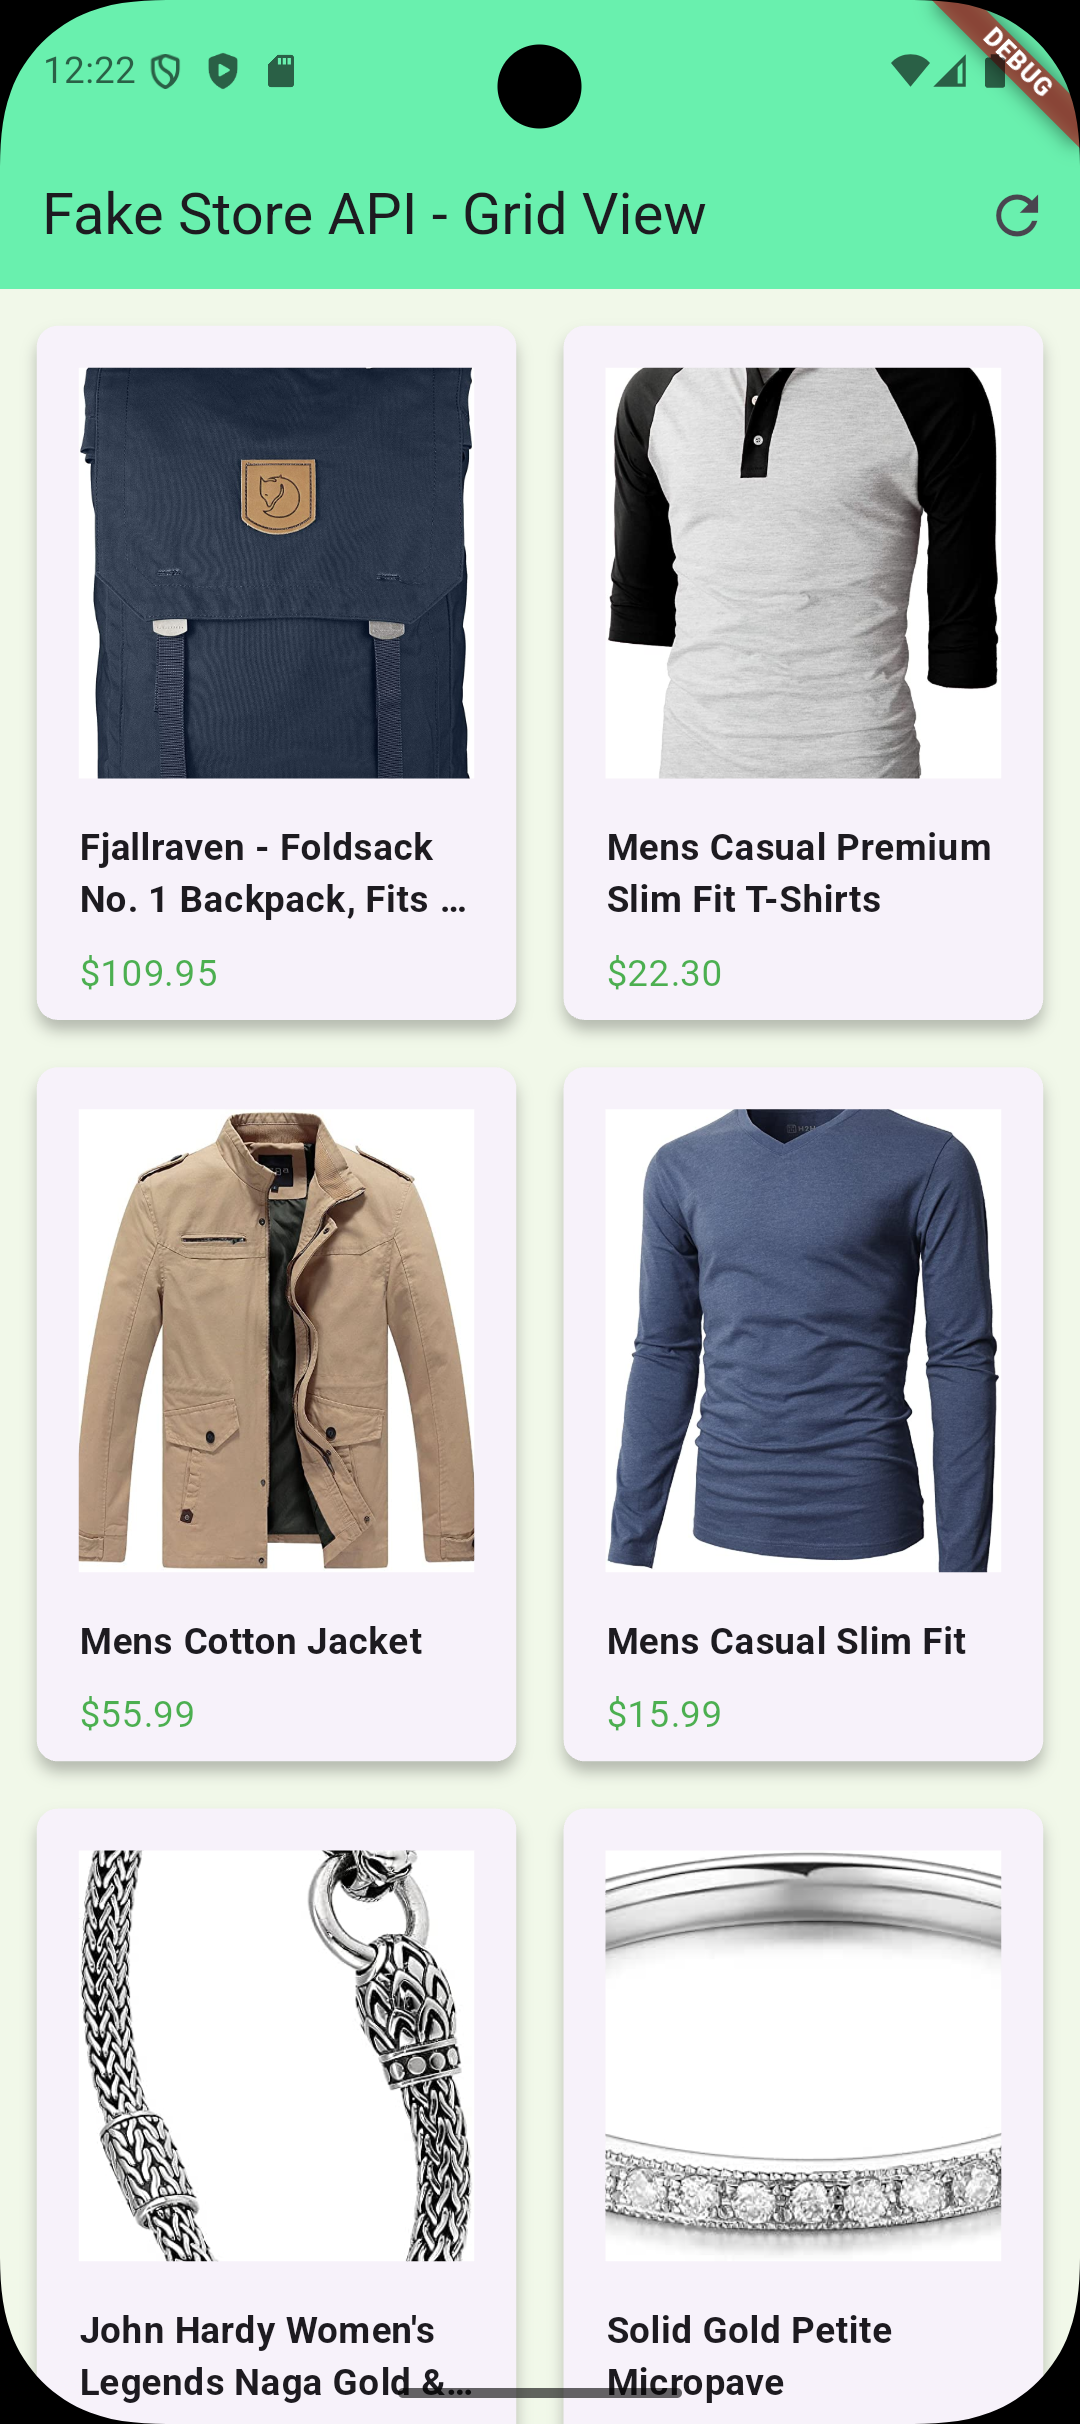 12:22
DEBUG
Fake Store API - Grid View
Fjallraven - Foldsack
No. 1 Backpack, Fits ...
$109.95
Mens Casual Premium
Slim Fit T-Shirts
$22.30
Mens Cotton Jacket
$55.99
Mens Casual Slim Fit
$15.99
John Hardy Women's
Legends Naga Gold &...
Solid Gold Petite
Micropave